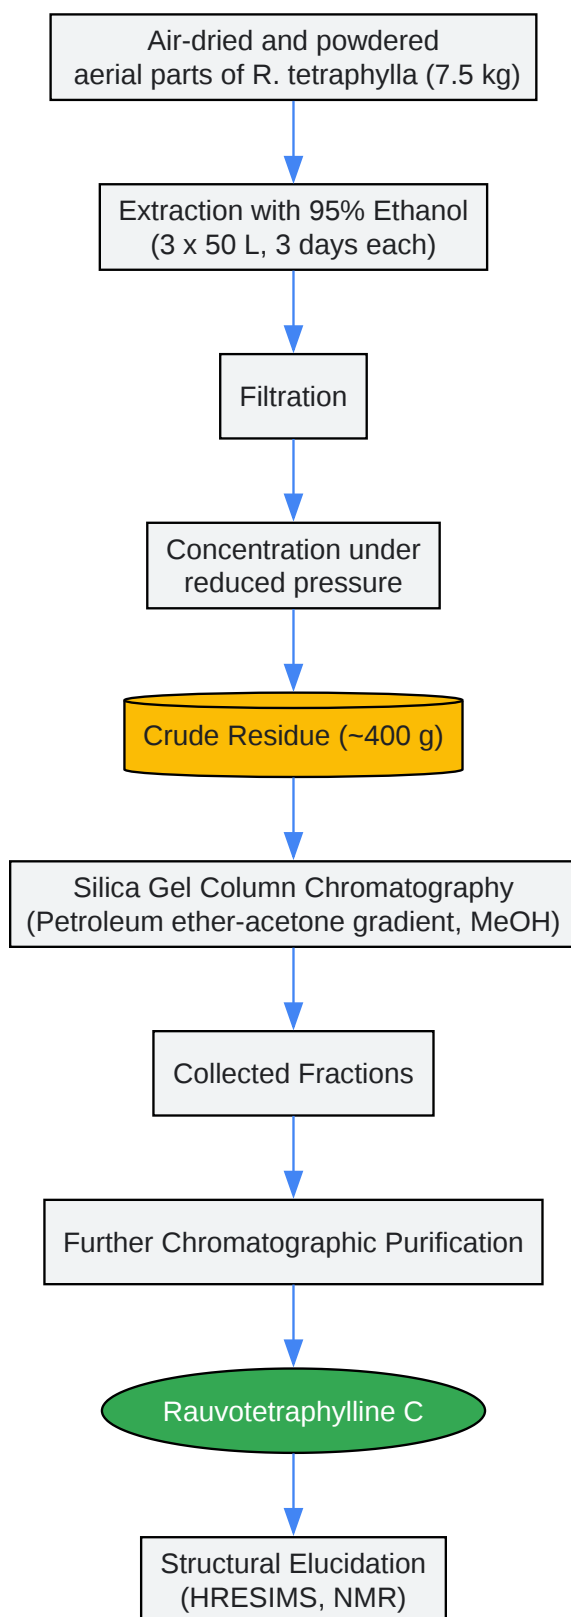 Air-dried and powdered
aerial parts of R. tetraphylla (7.5 kg)
Extraction with 95% Ethanol
(3 x 50 L, 3 days each)
Filtration
Concentration under
reduced pressure
Crude Residue (~400 g)
Silica Gel Column Chromatography
(Petroleum ether-acetone gradient, MeOH)
Collected Fractions
Further Chromatographic Purification
Rauvotetraphylline C
Structural Elucidation
(HRESIMS, NMR)